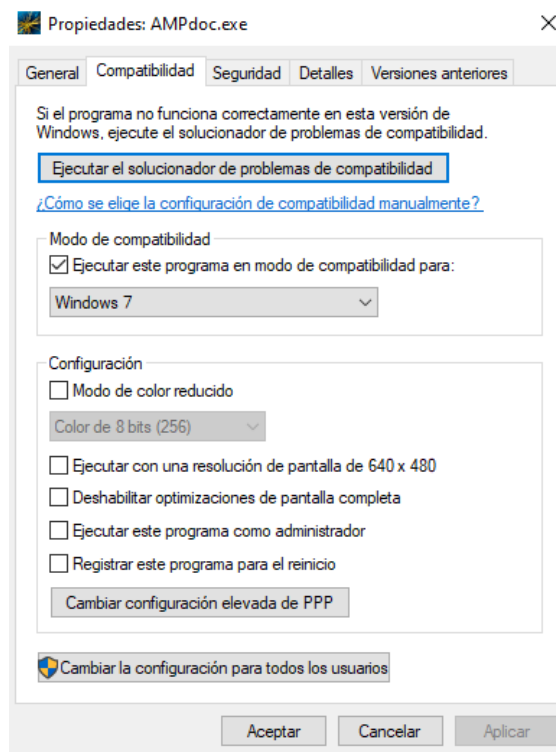 Propiedades: AMPdoc.exe
General Compatibilidad Seguridad Detalles Versiones anteriores
Si el programa no funciona correctamente en esta versión de
Windows, ejecute el solucionador de problemas de compatibilidad.
Ejecutar el solucionador de problemas de compatibilidad
¿Cómo se elige la configuración de compatibilidad manualmente?
Modo de compatibilidad
Ejecutar este programa en modo de compatibilidad para:
Windows 7
Configuración
Modo de color reducido
Color de 8 bits (256)
Ejecutar con una resolución de pantalla de 640 x 480
Deshabilitar optimizaciones de pantalla completa
Ejecutar este programa como administrador
Registrar este programa para el reinicio
Cambiar configuración elevada de PPP
Cambiar la configuración para todos los usuarios
Aceptar Cancelar Aplicar